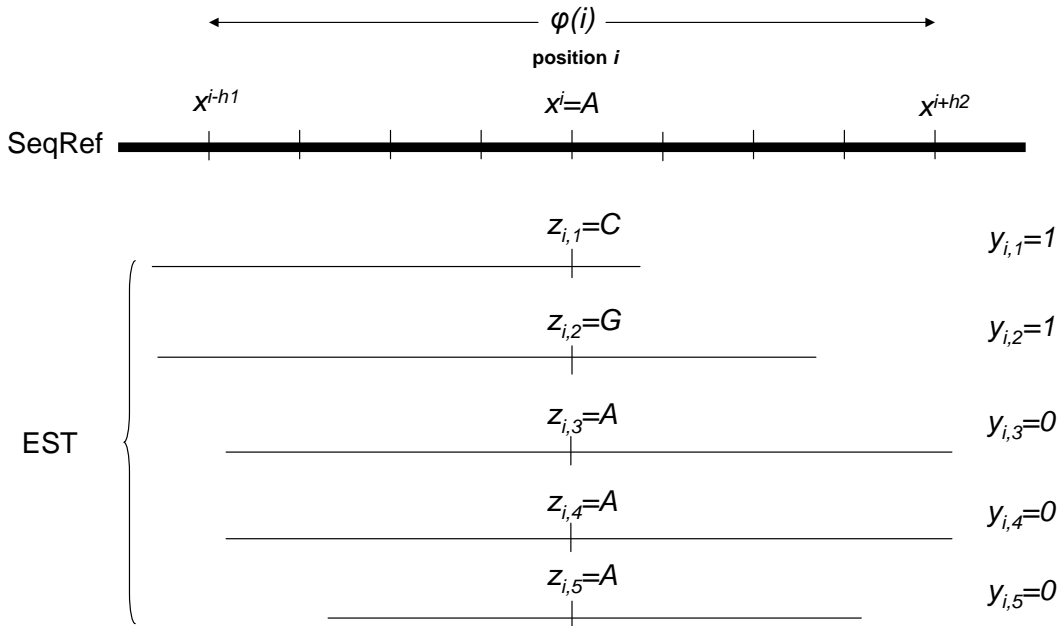 φ(i)
position i
x^{i-h1} x^i=A x^{i+h2}
SeqRef
z_{i,1}=C y_{i,1}=1
z_{i,2}=G y_{i,2}=1
z_{i,3}=A y_{i,3}=0
EST
z_{i,4}=A y_{i,4}=0
z_{i,5}=A y_{i,5}=0